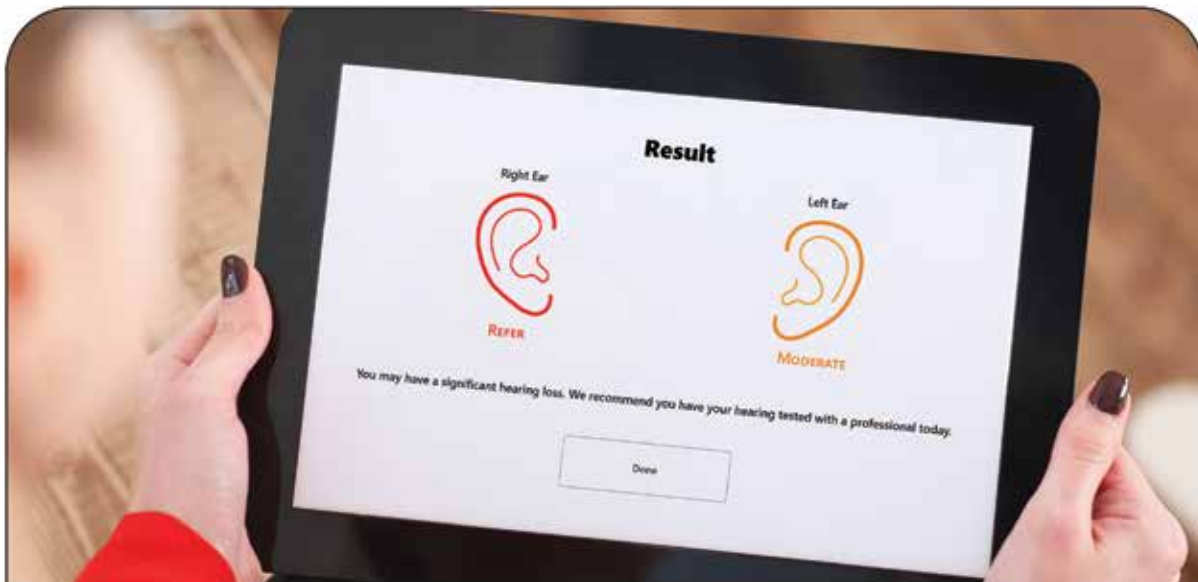 Result
Right Ear
Left Ear
REFER
MODERATE
You may have a significant hearing loss. We recommend you have your hearing tested with a professional today.
Done